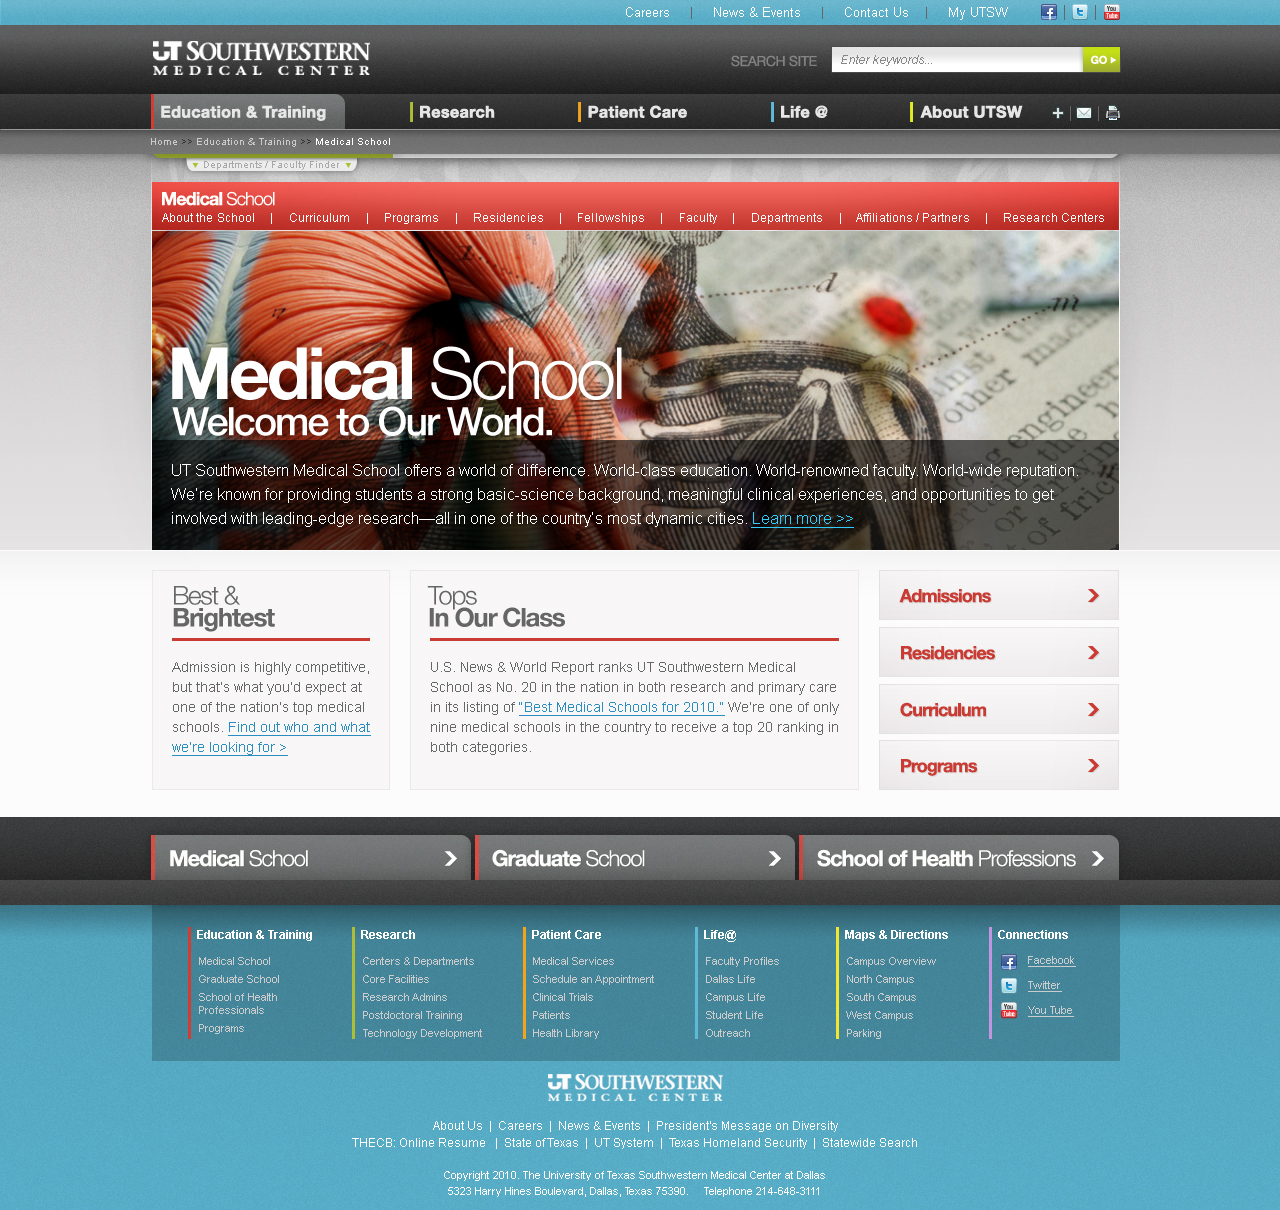 Careers | News & Events | Contact Us | My UTSW
UT SOUTHWESTERN
MEDICAL CENTER
SEARCH SITE Enter keywords... GO
Education & Training Research Patient Care Life @ About UTSW
Home >> Education & Training >> Medical School
Departments / Faculty Finder
Medical School
About the School | Curriculum | Programs | Residencies | Fellowships | Faculty | Departments | Affiliations / Partners | Research Centers
d
m
other
engineer
of frid
Medical School
Welcome to Our World.
UT Southwestern Medical School offers a world of difference. World-class education. World-renowned faculty. World-wide reputation.
We're known for providing students a strong basic-science background, meaningful clinical experiences, and opportunities to get
involved with leading-edge research—all in one of the country's most dynamic cities. Learn more >>
Best &
Brightest
Admission is highly competitive,
but that's what you'd expect at
one of the nation's top medical
schools. Find out who and what
we're looking for >
Tops
In Our Class
U.S. News & World Report ranks UT Southwestern Medical
School as No. 20 in the nation in both research and primary care
in its listing of "Best Medical Schools for 2010." We're one of only
nine medical schools in the country to receive a top 20 ranking in
both categories.
Admissions
Residencies
Curriculum
Programs
Medical School
Graduate School
School of Health Professions
Education & Training
Medical School
Graduate School
School of Health
Professionals
Programs
Research
Centers & Departments
Core Facilities
Research Admins
Postdoctoral Training
Technology Development
Patient Care
Medical Services
Schedule an Appointment
Clinical Trials
Patients
Health Library
Life@
Faculty Profiles
Dallas Life
Campus Life
Student Life
Outreach
Maps & Directions
Campus Overview
North Campus
South Campus
West Campus
Parking
Connections
Facebook
Twitter
You Tube
UT SOUTHWESTERN
MEDICAL CENTER
About Us | Careers | News & Events | President's Message on Diversity
THECB: Online Resume | State of Texas | UT System | Texas Homeland Security | Statewide Search
Copyright 2010. The University of Texas Southwestern Medical Center at Dallas
5323 Harry Hines Boulevard, Dallas, Texas 75390. Telephone 214-648-3111